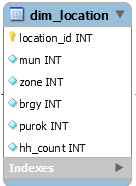 dim_location
location_id INT
mun INT
zone INT
brgy INT
purok INT
hh_count INT
Indexes